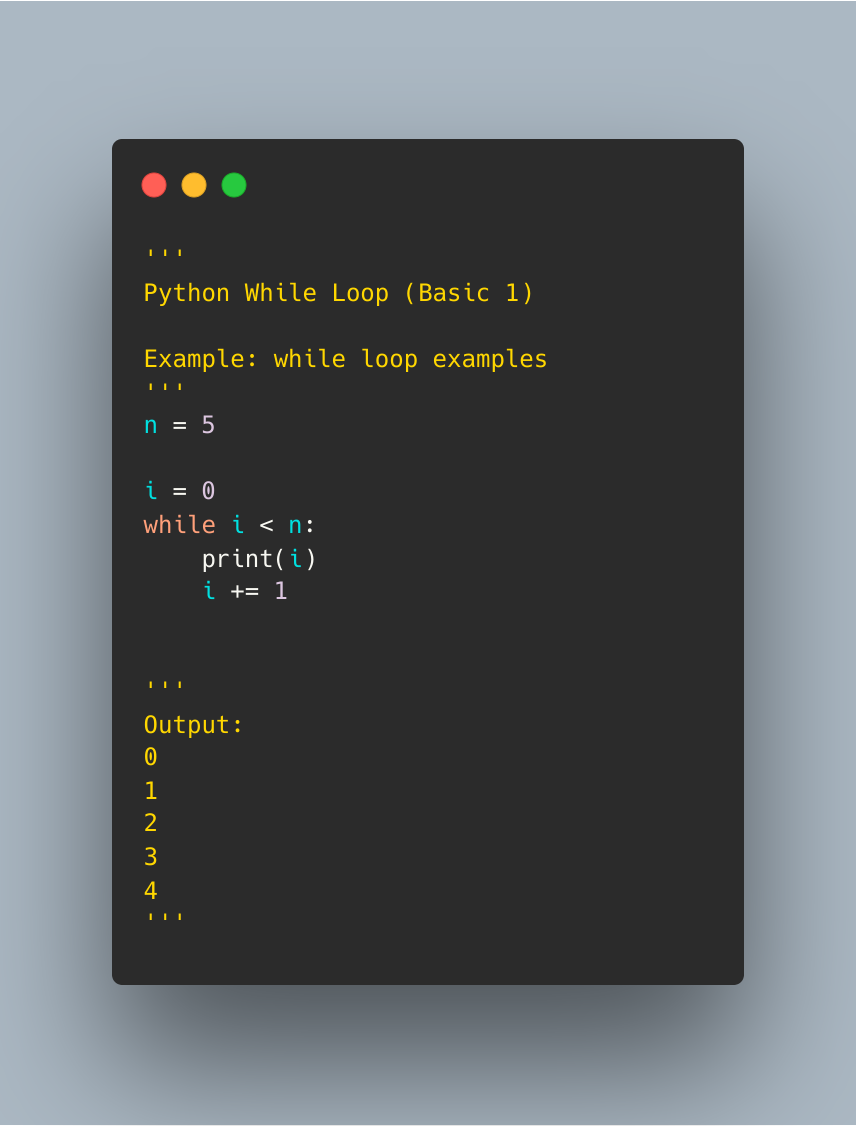 '''
Python While Loop (Basic 1)

Example: while loop examples
'''
n = 5

i = 0
while i < n:
    print(i)
    i += 1


'''
Output:
0
1
2
3
4
'''